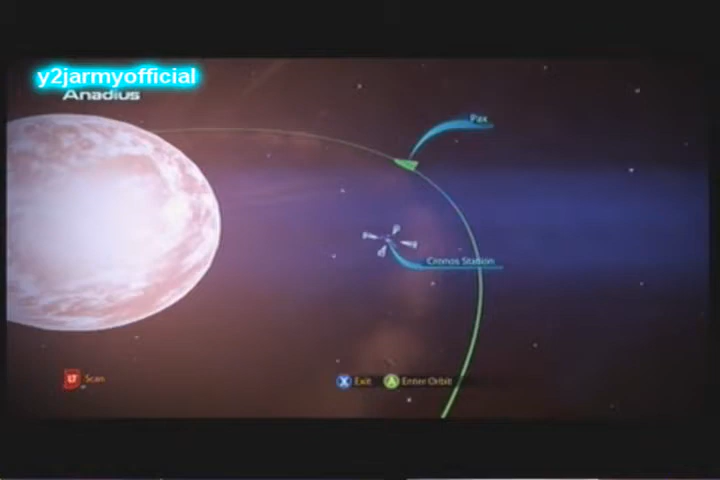 y2jarmyofficial
Anadius
Pax
Cronos Station
LT Scan
X Exit A Enter Orbit